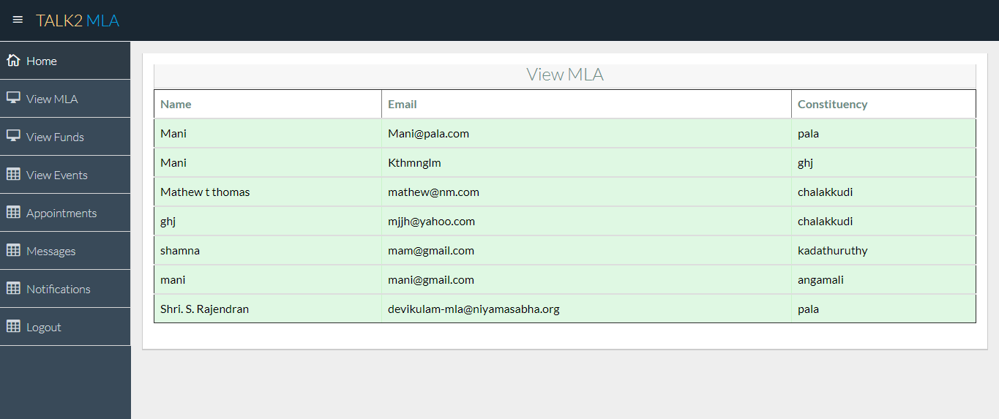 TALK2 MLA
Home
View MLA
View Funds
View Events
Appointments
Messages
Notifications
Logout
View MLA
Name Email Constituency
Mani Mani@pala.com pala
Mani Kthmnglm ghj
Mathew t thomas mathew@nm.com chalakkudi
ghj mjjh@yahoo.com chalakkudi
shamna mam@gmail.com kadathuruthy
mani mani@gmail.com angamali
Shri. S. Rajendran devikulam-mla@niyamasabha.org pala